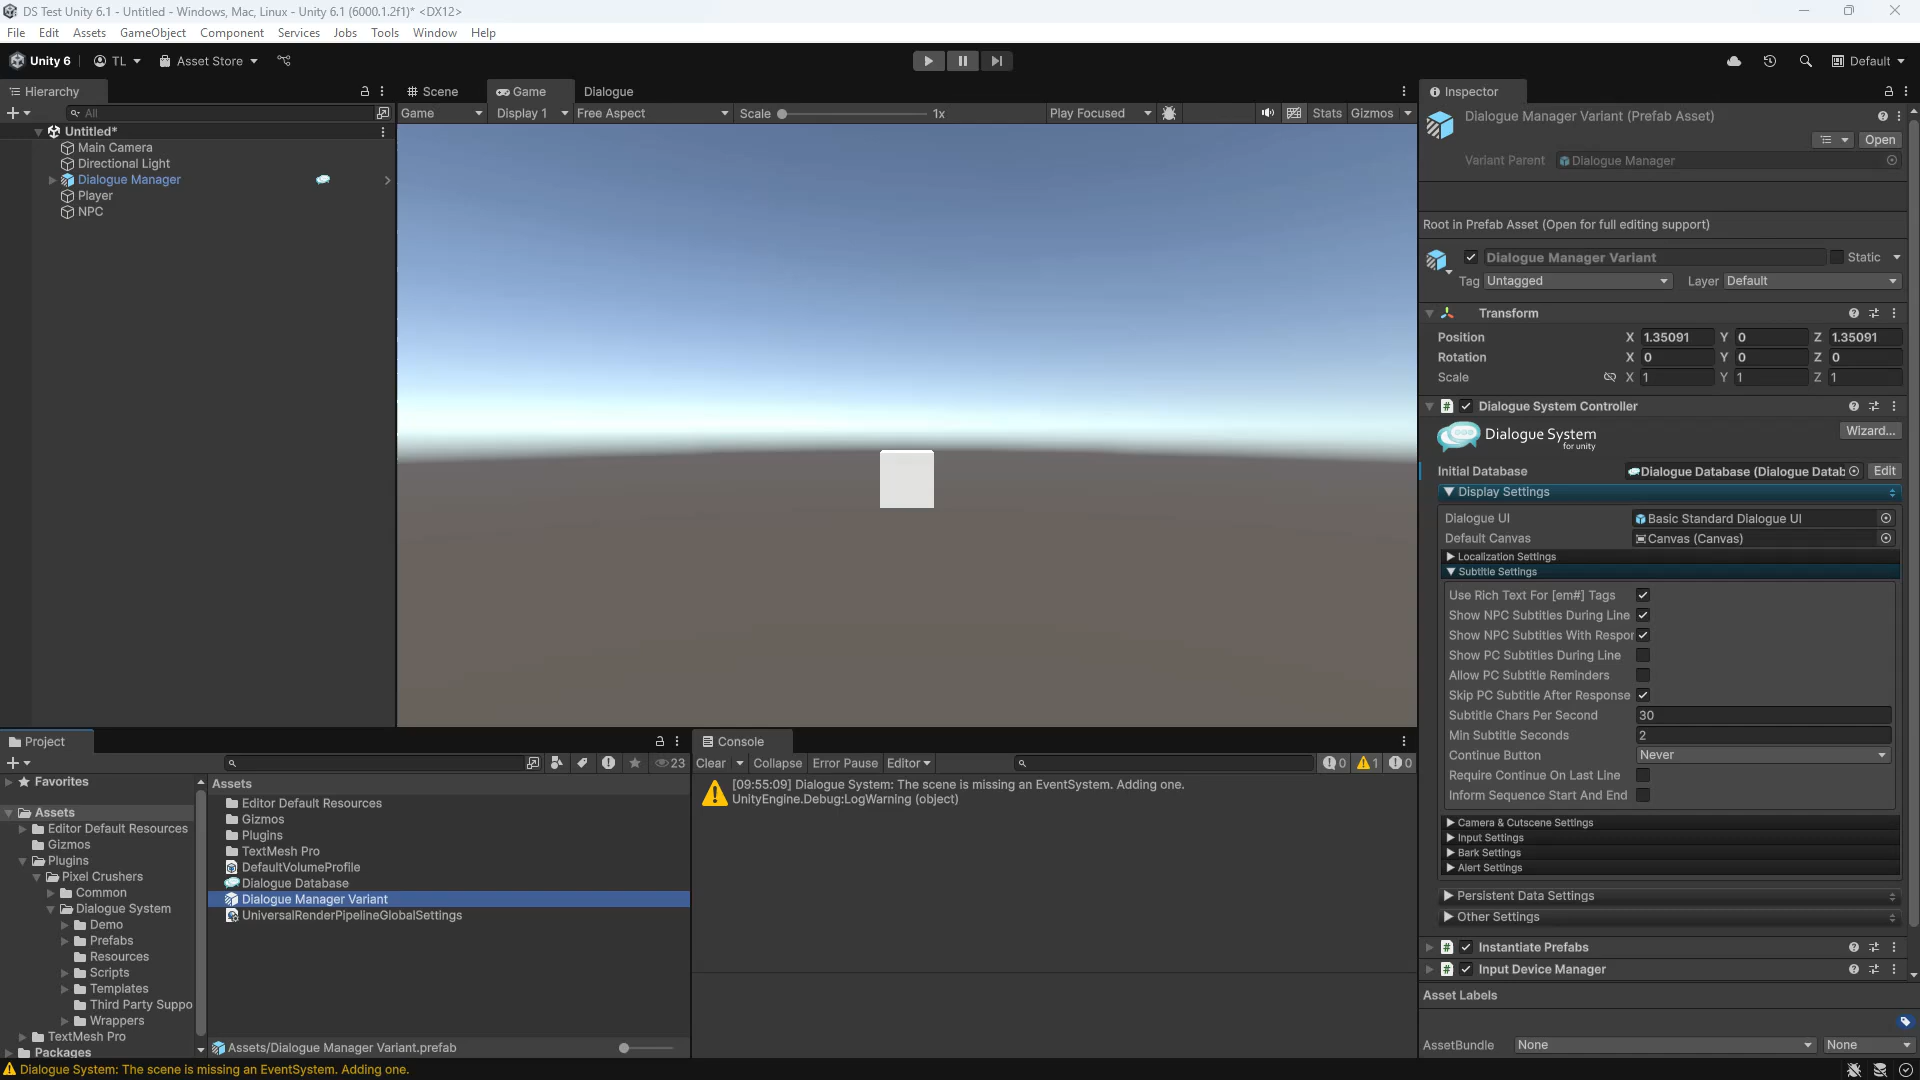 DS Test Unity 6.1 - Untitled - Windows, Mac, Linux - Unity 6.1 (6000.1.2f1)* <DX12>
File Edit Assets GameObject Component Services Jobs Tools Window Help
Unity 6 TL Asset Store Default
Hierarchy
All
Untitled*
Main Camera
Directional Light
Dialogue Manager
Player
NPC
Scene Game Dialogue
Game Display 1 Free Aspect Scale 1x Play Focused Stats Gizmos
Inspector
Dialogue Manager Variant (Prefab Asset)
Open
Variant Parent Dialogue Manager
Root in Prefab Asset (Open for full editing support)
Dialogue Manager Variant Static
Tag Untagged Layer Default
Transform
Position X 1.35091 Y 0 Z 1.35091
Rotation X 0 Y 0 Z 0
Scale X 1 Y 1 Z 1
Dialogue System Controller
Dialogue System
for unity
Wizard...
Initial Database Dialogue Database (Dialogue Datab Edit
Display Settings
Dialogue UI Basic Standard Dialogue UI
Default Canvas Canvas (Canvas)
Localization Settings
Subtitle Settings
Use Rich Text For [em#] Tags
Show NPC Subtitles During Line
Show NPC Subtitles With Respor
Show PC Subtitles During Line
Allow PC Subtitle Reminders
Skip PC Subtitle After Response
Subtitle Chars Per Second 30
Min Subtitle Seconds 2
Continue Button Never
Require Continue On Last Line
Inform Sequence Start And End
Camera & Cutscene Settings
Input Settings
Bark Settings
Alert Settings
Persistent Data Settings
Other Settings
Instantiate Prefabs
Input Device Manager
Asset Labels
AssetBundle None None
Project
23
Favorites
Assets
Editor Default Resources
Gizmos
Plugins
Pixel Crushers
Common
Dialogue System
Demo
Prefabs
Resources
Scripts
Templates
Third Party Suppo
Wrappers
TextMesh Pro
Packages
Assets
Editor Default Resources
Gizmos
Plugins
TextMesh Pro
DefaultVolumeProfile
Dialogue Database
Dialogue Manager Variant
UniversalRenderPipelineGlobalSettings
Assets/Dialogue Manager Variant.prefab
Console
Clear Collapse Error Pause Editor 0 1 0
[09:55:09] Dialogue System: The scene is missing an EventSystem. Adding one.
UnityEngine.Debug:LogWarning (object)
Dialogue System: The scene is missing an EventSystem. Adding one.